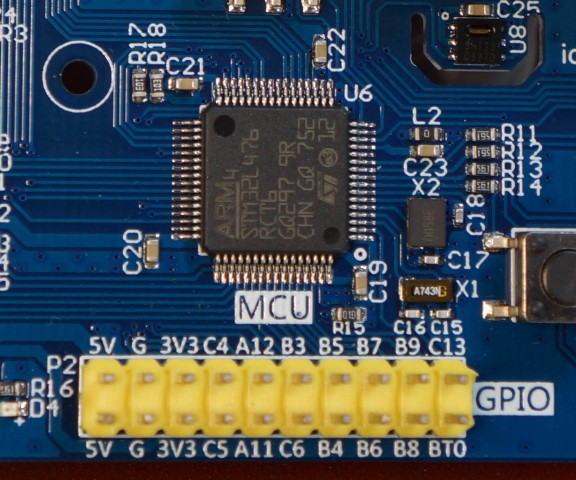 C25
R3
U8
R17
R18
C21
C22
U6
L2
R11
R12
R13
R14
C23
X2
C18
C17
X1
A743
C16 C15
C19
C20
R15
ARM
STM32L476
RCT6
GQ297 9R
CHN GQ 752
12
MCU
5V G 3V3 C4 A12 B3 B5 B7 B9 C13
P2
GPIO
R16
D4
5V G 3V3 C5 A11 C6 B4 B6 B8 BT0